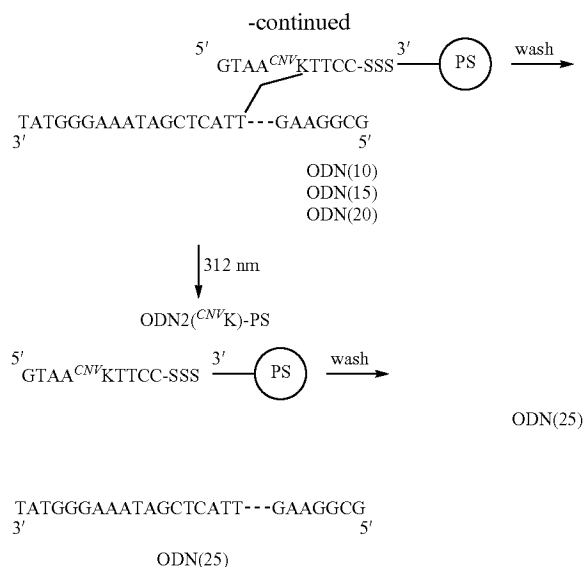 -continued
5' 3'
GTAA^{CNV}KTTCC-SSS PS wash
TATGGGAAATAGCTCATT---GAAGGCG
3' 5'
ODN(10)
ODN(15)
ODN(20)
312 nm
ODN2(^{CNV}K)-PS
5' 3'
GTAA^{CNV}KTTCC-SSS PS wash
ODN(25)
TATGGGAAATAGCTCATT---GAAGGCG
3' 5'
ODN(25)